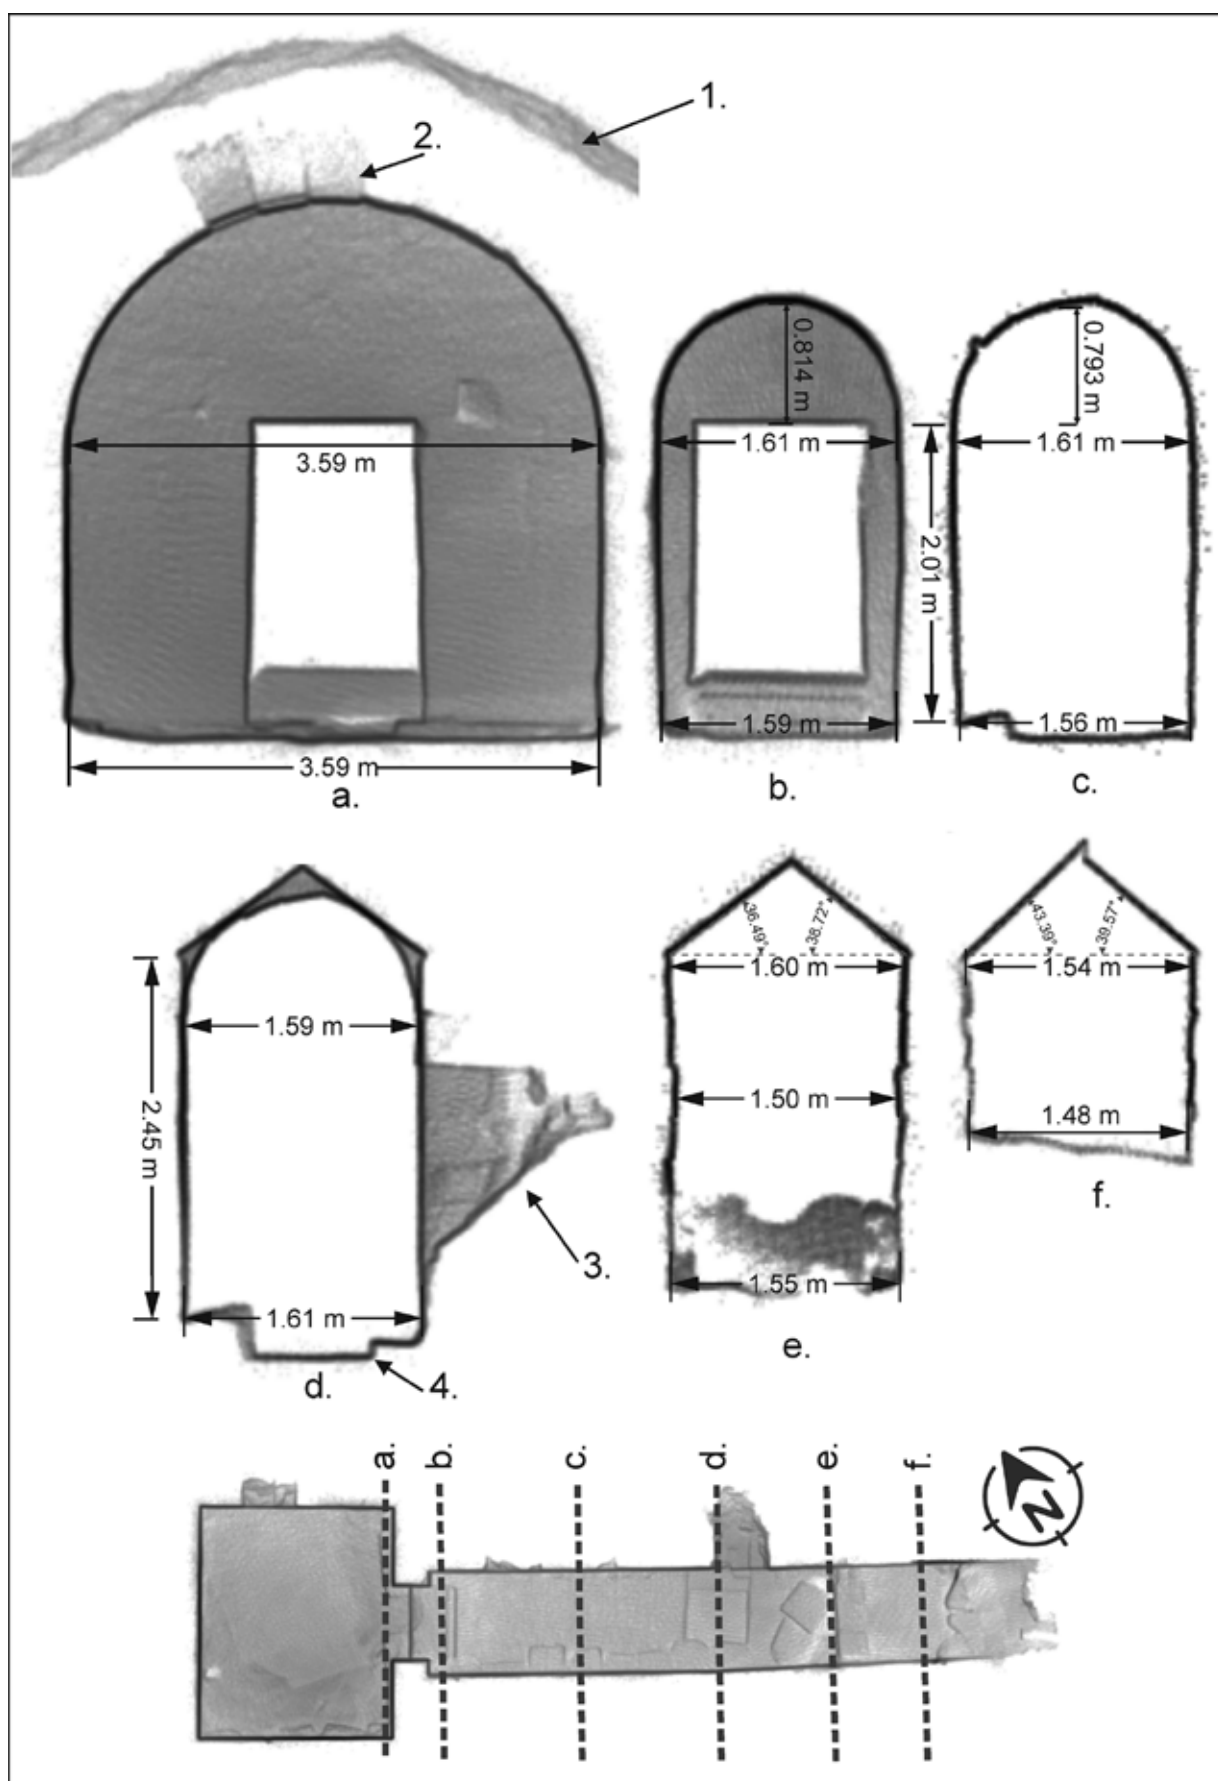 1.
2.
3.59 m
3.59 m
a.
0.814 m
1.61 m
2.01 m
1.59 m
b.
0.793 m
1.61 m
1.56 m
c.
2.45 m
1.59 m
1.61 m
3.
4.
d.
36.49°
38.72°
1.60 m
1.50 m
1.55 m
e.
43.39°
39.57°
1.54 m
1.48 m
f.
a.
b.
c.
d.
e.
f.
N